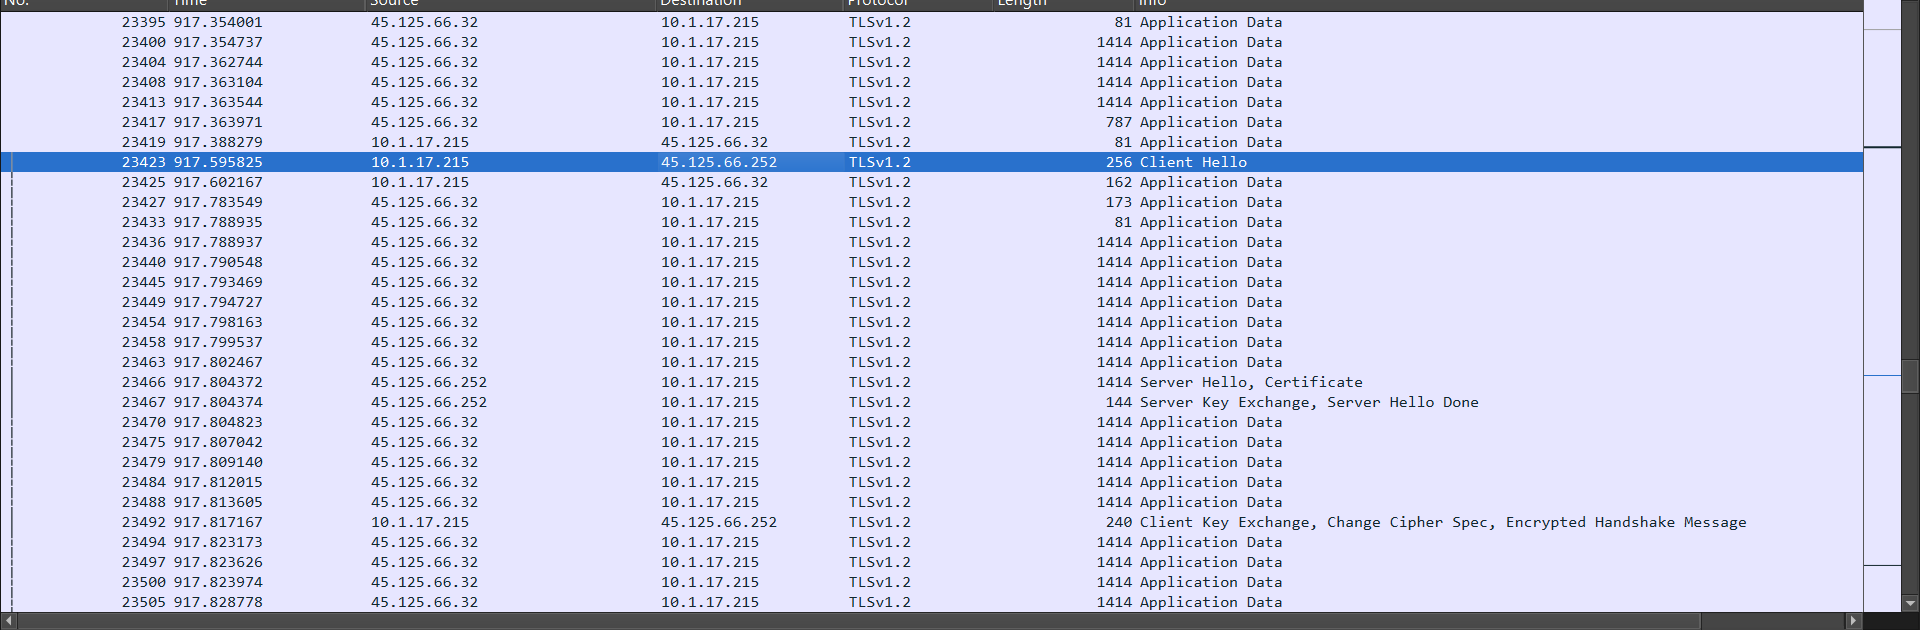 No. Time Source Destination Protocol Length Info
23395 917.354001 45.125.66.32 10.1.17.215 TLSv1.2 81 Application Data
23400 917.354737 45.125.66.32 10.1.17.215 TLSv1.2 1414 Application Data
23404 917.362744 45.125.66.32 10.1.17.215 TLSv1.2 1414 Application Data
23408 917.363104 45.125.66.32 10.1.17.215 TLSv1.2 1414 Application Data
23413 917.363544 45.125.66.32 10.1.17.215 TLSv1.2 1414 Application Data
23417 917.363971 45.125.66.32 10.1.17.215 TLSv1.2 787 Application Data
23419 917.388279 10.1.17.215 45.125.66.32 TLSv1.2 81 Application Data
23423 917.595825 10.1.17.215 45.125.66.252 TLSv1.2 256 Client Hello
23425 917.602167 10.1.17.215 45.125.66.32 TLSv1.2 162 Application Data
23427 917.783549 45.125.66.32 10.1.17.215 TLSv1.2 173 Application Data
23433 917.788935 45.125.66.32 10.1.17.215 TLSv1.2 81 Application Data
23436 917.788937 45.125.66.32 10.1.17.215 TLSv1.2 1414 Application Data
23440 917.790548 45.125.66.32 10.1.17.215 TLSv1.2 1414 Application Data
23445 917.793469 45.125.66.32 10.1.17.215 TLSv1.2 1414 Application Data
23449 917.794727 45.125.66.32 10.1.17.215 TLSv1.2 1414 Application Data
23454 917.798163 45.125.66.32 10.1.17.215 TLSv1.2 1414 Application Data
23458 917.799537 45.125.66.32 10.1.17.215 TLSv1.2 1414 Application Data
23463 917.802467 45.125.66.32 10.1.17.215 TLSv1.2 1414 Application Data
23466 917.804372 45.125.66.252 10.1.17.215 TLSv1.2 1414 Server Hello, Certificate
23467 917.804374 45.125.66.252 10.1.17.215 TLSv1.2 144 Server Key Exchange, Server Hello Done
23470 917.804823 45.125.66.32 10.1.17.215 TLSv1.2 1414 Application Data
23475 917.807042 45.125.66.32 10.1.17.215 TLSv1.2 1414 Application Data
23479 917.809140 45.125.66.32 10.1.17.215 TLSv1.2 1414 Application Data
23484 917.812015 45.125.66.32 10.1.17.215 TLSv1.2 1414 Application Data
23488 917.813605 45.125.66.32 10.1.17.215 TLSv1.2 1414 Application Data
23492 917.817167 10.1.17.215 45.125.66.252 TLSv1.2 240 Client Key Exchange, Change Cipher Spec, Encrypted Handshake Message
23494 917.823173 45.125.66.32 10.1.17.215 TLSv1.2 1414 Application Data
23497 917.823626 45.125.66.32 10.1.17.215 TLSv1.2 1414 Application Data
23500 917.823974 45.125.66.32 10.1.17.215 TLSv1.2 1414 Application Data
23505 917.828778 45.125.66.32 10.1.17.215 TLSv1.2 1414 Application Data